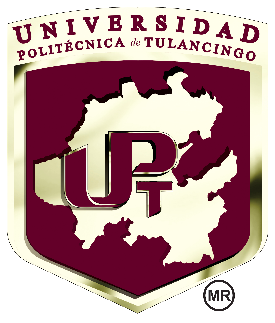 UNIVERSIDAD
POLITÉCNICA de TULANCINGO
UPT
MR